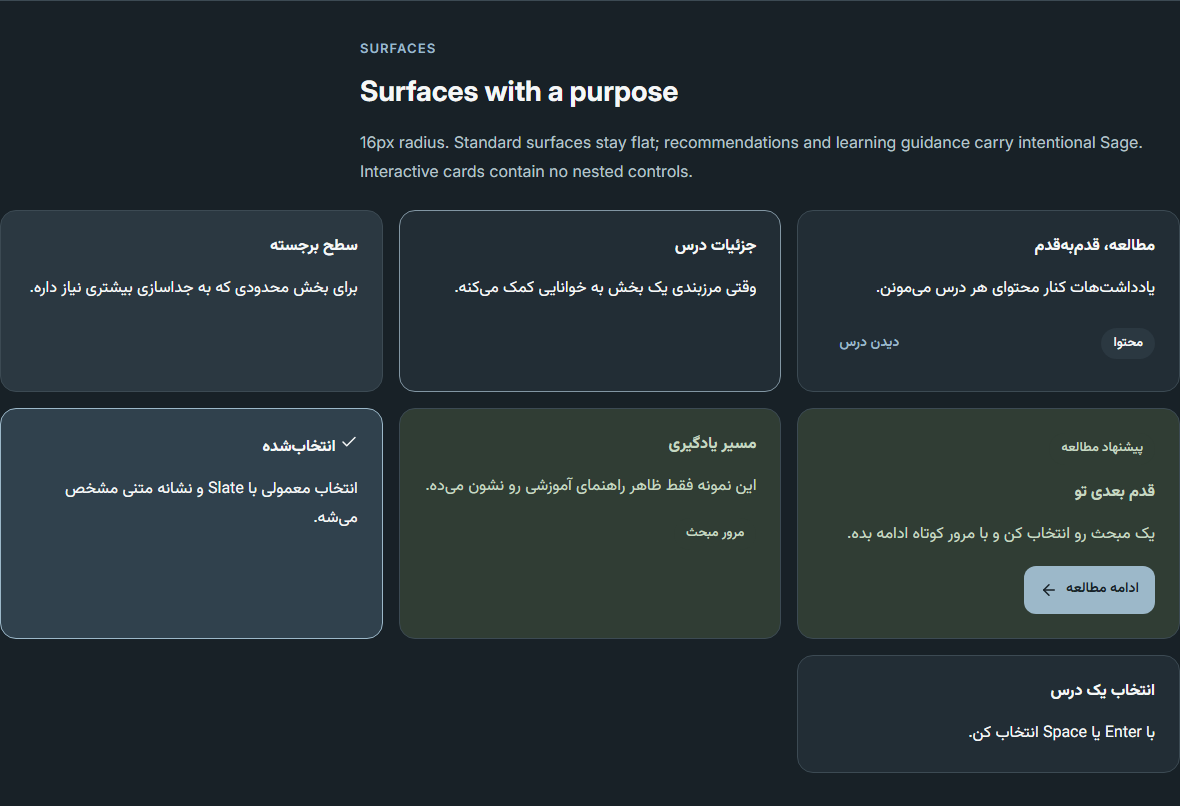 SURFACES
Surfaces with a purpose
16px radius. Standard surfaces stay flat; recommendations and learning guidance carry intentional Sage.
Interactive cards contain no nested controls.
مطالعه، قدم‌به‌قدم
یادداشت‌هات کنار محتوای هر درس می‌مونن.
محتوا
دیدن درس
جزئیات درس
وقتی مرزبندی یک بخش به خوانایی کمک می‌کنه.
سطح برجسته
برای بخش محدودی که به جداسازی بیشتری نیاز داره.
پیشنهاد مطالعه
قدم بعدی تو
یک مبحث رو انتخاب کن و با مرور کوتاه ادامه بده.
ادامه مطالعه ←
مسیر یادگیری
این نمونه فقط ظاهر راهنمای آموزشی رو نشون می‌ده.
مرور مبحث
✓ انتخاب‌شده
انتخاب معمولی با Slate و نشانه متنی مشخص
می‌شه.
انتخاب یک درس
با Enter یا Space انتخاب کن.